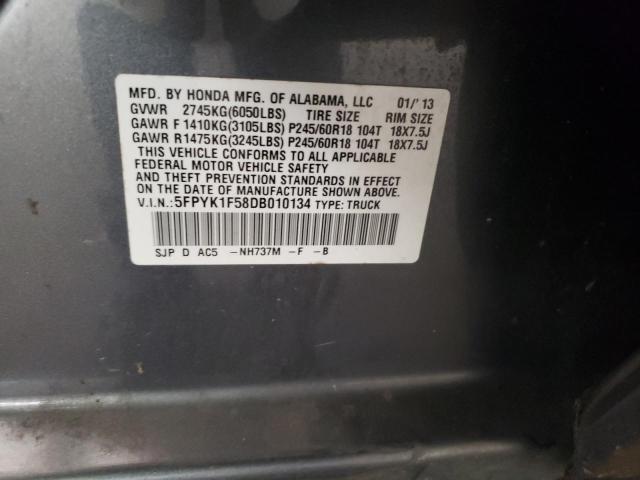 MFD. BY HONDA MFG. OF ALABAMA, LLC 01/'13
GVWR 2745KG(6050LBS) TIRE SIZE RIM SIZE
GAWR F 1410KG(3105LBS) P245/60R18 104T 18X7.5J
GAWR R1475KG(3245LBS) P245/60R18 104T 18X7.5J
THIS VEHICLE CONFORMS TO ALL APPLICABLE
FEDERAL MOTOR VEHICLE SAFETY
AND THEFT PREVENTION STANDARDS IN EFFECT
ON THE DATE OF MANUFACTURE SHOWN ABOVE.
V.I.N.: 5FPYK1F58DB010134 TYPE: TRUCK
SJP D AC5 -NH737M -F -B